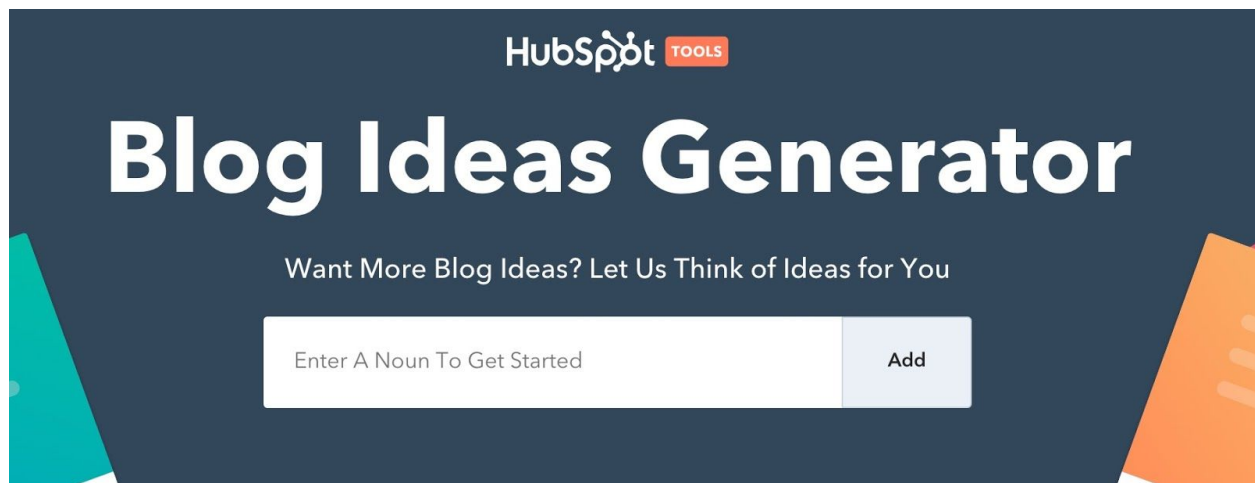 HubSpot TOOLS
Blog Ideas Generator
Want More Blog Ideas? Let Us Think of Ideas for You
Enter A Noun To Get Started Add